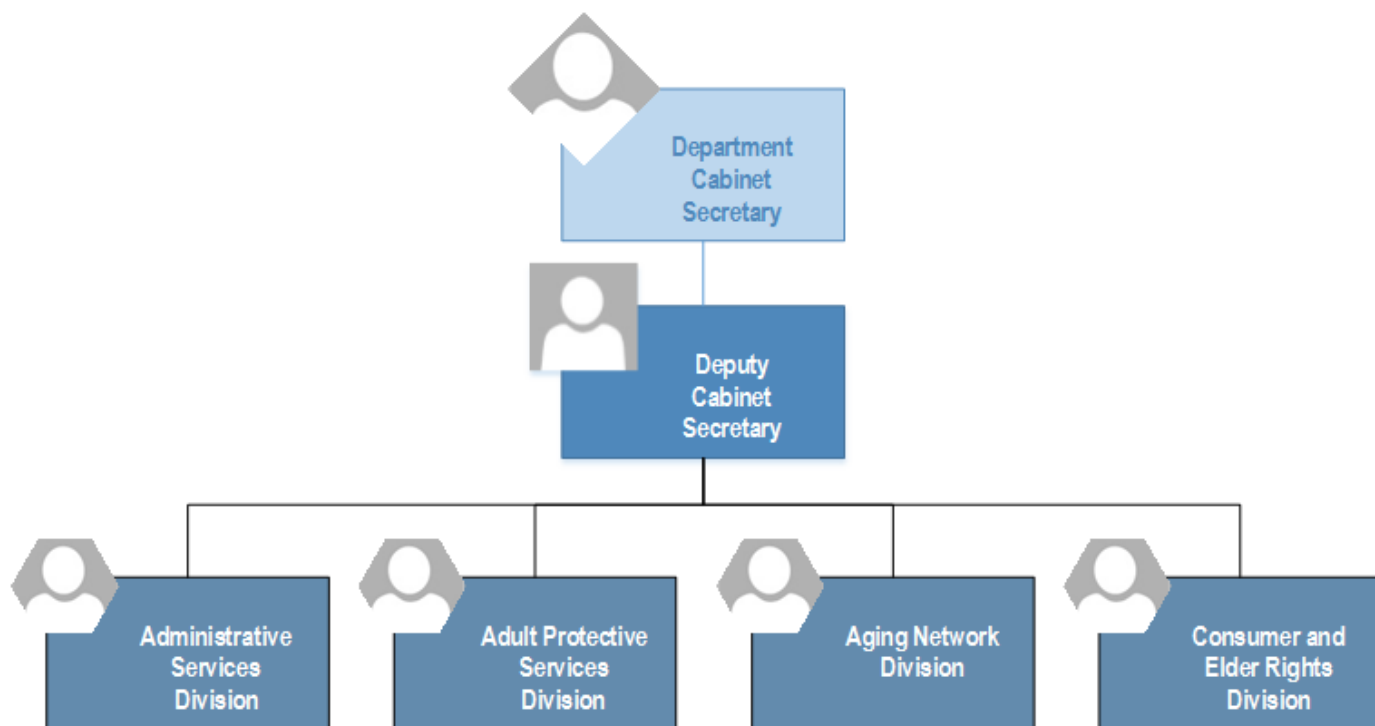 Department
Cabinet
Secretary
Deputy
Cabinet
Secretary
Administrative
Services
Division
Adult Protective
Services
Division
Aging Network
Division
Consumer and
Elder Rights
Division